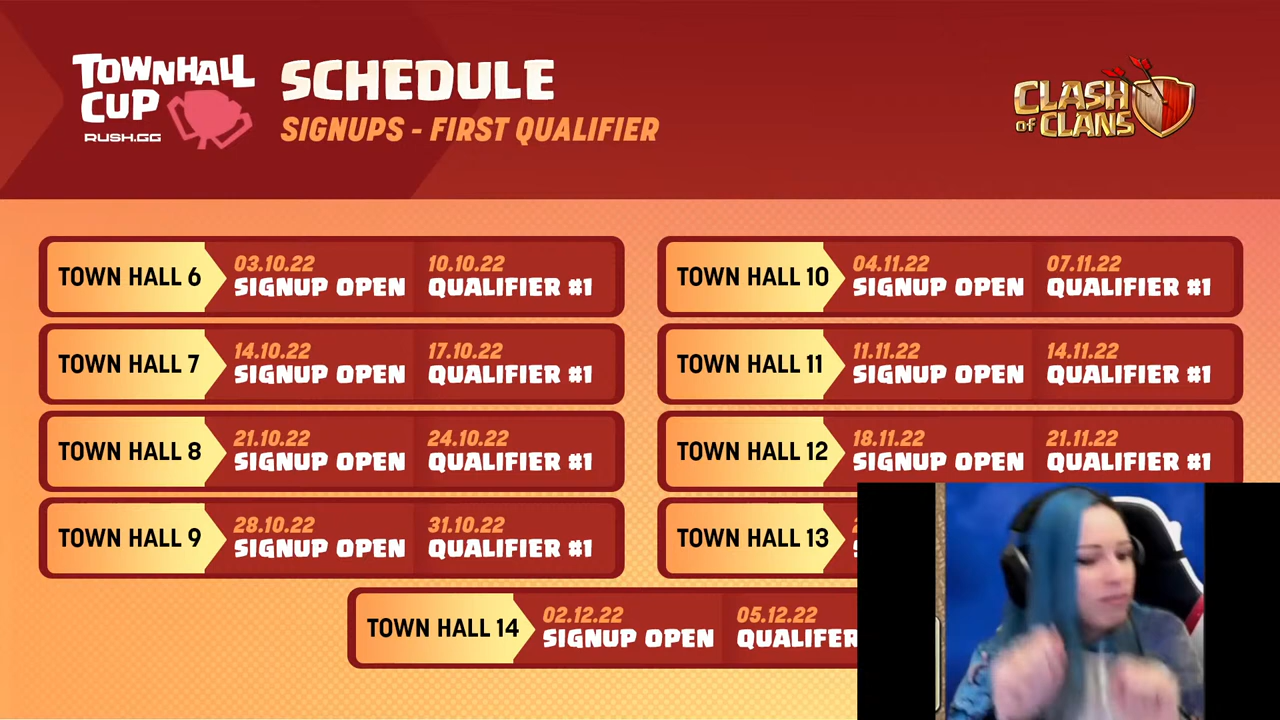 TOWNHALL
CUP
RUSH.GG
SCHEDULE
SIGNUPS - FIRST QUALIFIER
CLASH
OF CLANS
TOWN HALL 6
03.10.22
SIGNUP OPEN
10.10.22
QUALIFIER #1
TOWN HALL 7
14.10.22
SIGNUP OPEN
17.10.22
QUALIFIER #1
TOWN HALL 8
21.10.22
SIGNUP OPEN
24.10.22
QUALIFIER #1
TOWN HALL 9
28.10.22
SIGNUP OPEN
31.10.22
QUALIFIER #1
TOWN HALL 10
04.11.22
SIGNUP OPEN
07.11.22
QUALIFIER #1
TOWN HALL 11
11.11.22
SIGNUP OPEN
14.11.22
QUALIFIER #1
TOWN HALL 12
18.11.22
SIGNUP OPEN
21.11.22
QUALIFIER #1
TOWN HALL 13
TOWN HALL 14
02.12.22
SIGNUP OPEN
05.12.22